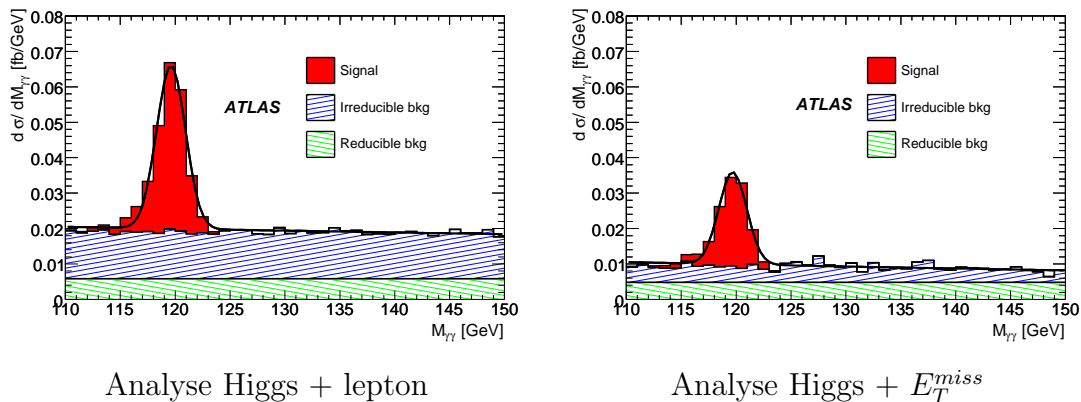 d σ/ dM_γγ [fb/GeV]
0.08
0.07
0.06
0.05
0.04
0.03
0.02
0.01
0
ATLAS
Signal
Irreducible bkg
Reducible bkg
110 115 120 125 130 135 140 145 150
M_γγ [GeV]
Analyse Higgs + lepton
d σ/ dM_γγ [fb/GeV]
0.08
0.07
0.06
0.05
0.04
0.03
0.02
0.01
0
ATLAS
Signal
Irreducible bkg
Reducible bkg
110 115 120 125 130 135 140 145 150
M_γγ [GeV]
Analyse Higgs + E_T^miss